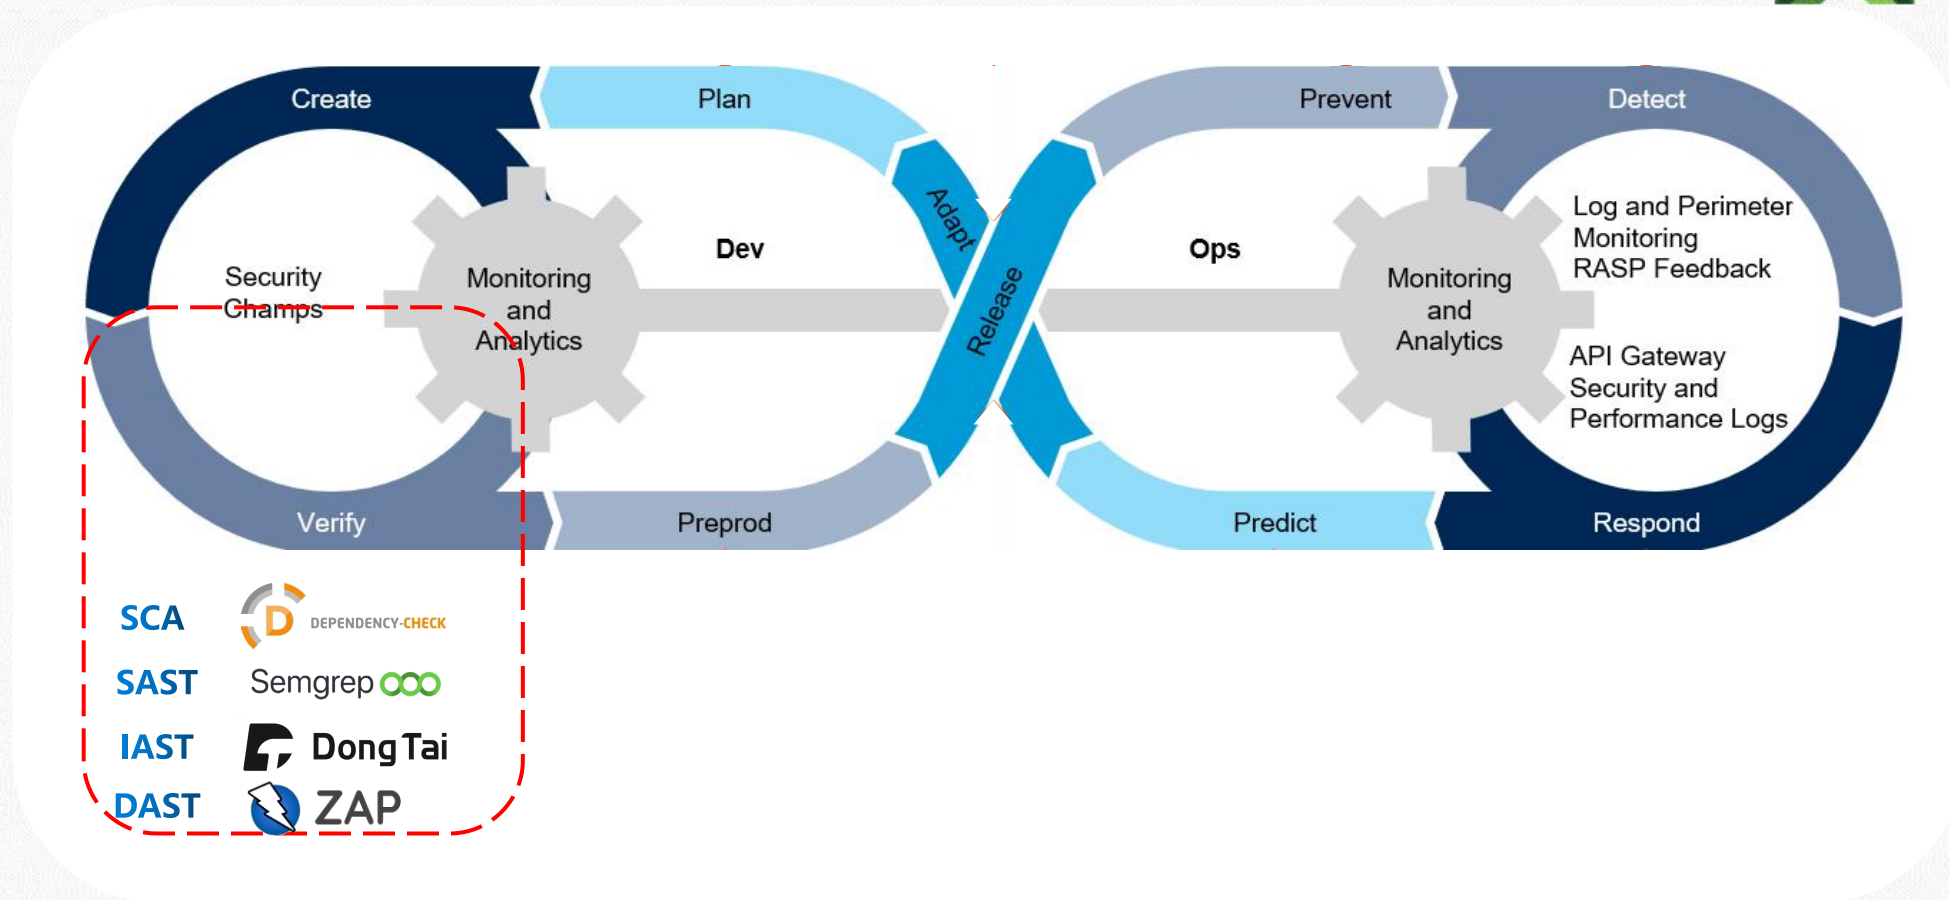 Create
Plan
Prevent
Detect
Adapt
Release
Dev
Ops
Security
Champs
Monitoring
and
Analytics
Monitoring
and
Analytics
Log and Perimeter
Monitoring
RASP Feedback
API Gateway
Security and
Performance Logs
Verify
Preprod
Predict
Respond
SCA DEPENDENCY-CHECK
SAST Semgrep
IAST DongTai
DAST ZAP